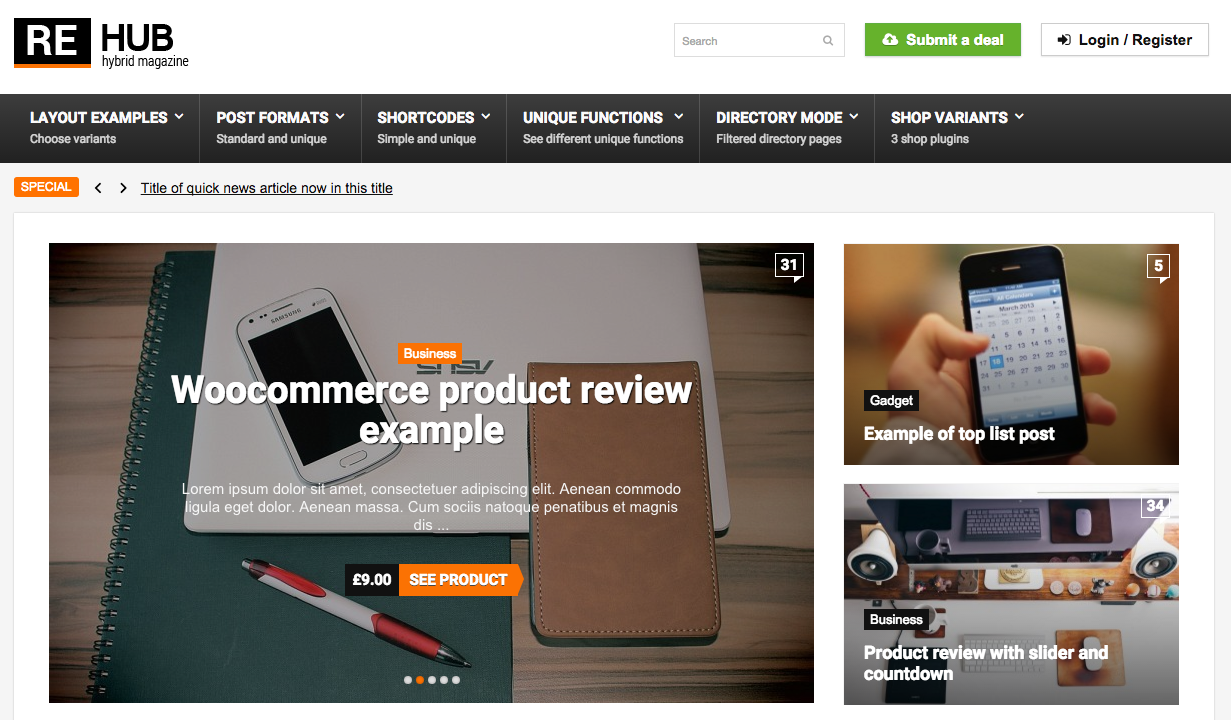 RE HUB
hybrid magazine
Search
Submit a deal
Login / Register
LAYOUT EXAMPLES
Choose variants
POST FORMATS
Standard and unique
SHORTCODES
Simple and unique
UNIQUE FUNCTIONS
See different unique functions
DIRECTORY MODE
Filtered directory pages
SHOP VARIANTS
3 shop plugins
SPECIAL
Title of quick news article now in this title
31
SAMSUNG
Business
Woocommerce product review
example
Lorem ipsum dolor sit amet, consectetuer adipiscing elit. Aenean commodo
ligula eget dolor. Aenean massa. Cum sociis natoque penatibus et magnis
dis ...
£9.00
SEE PRODUCT
5
All Calendars
March 2013
Gadget
Example of top list post
34
Business
Product review with slider and
countdown